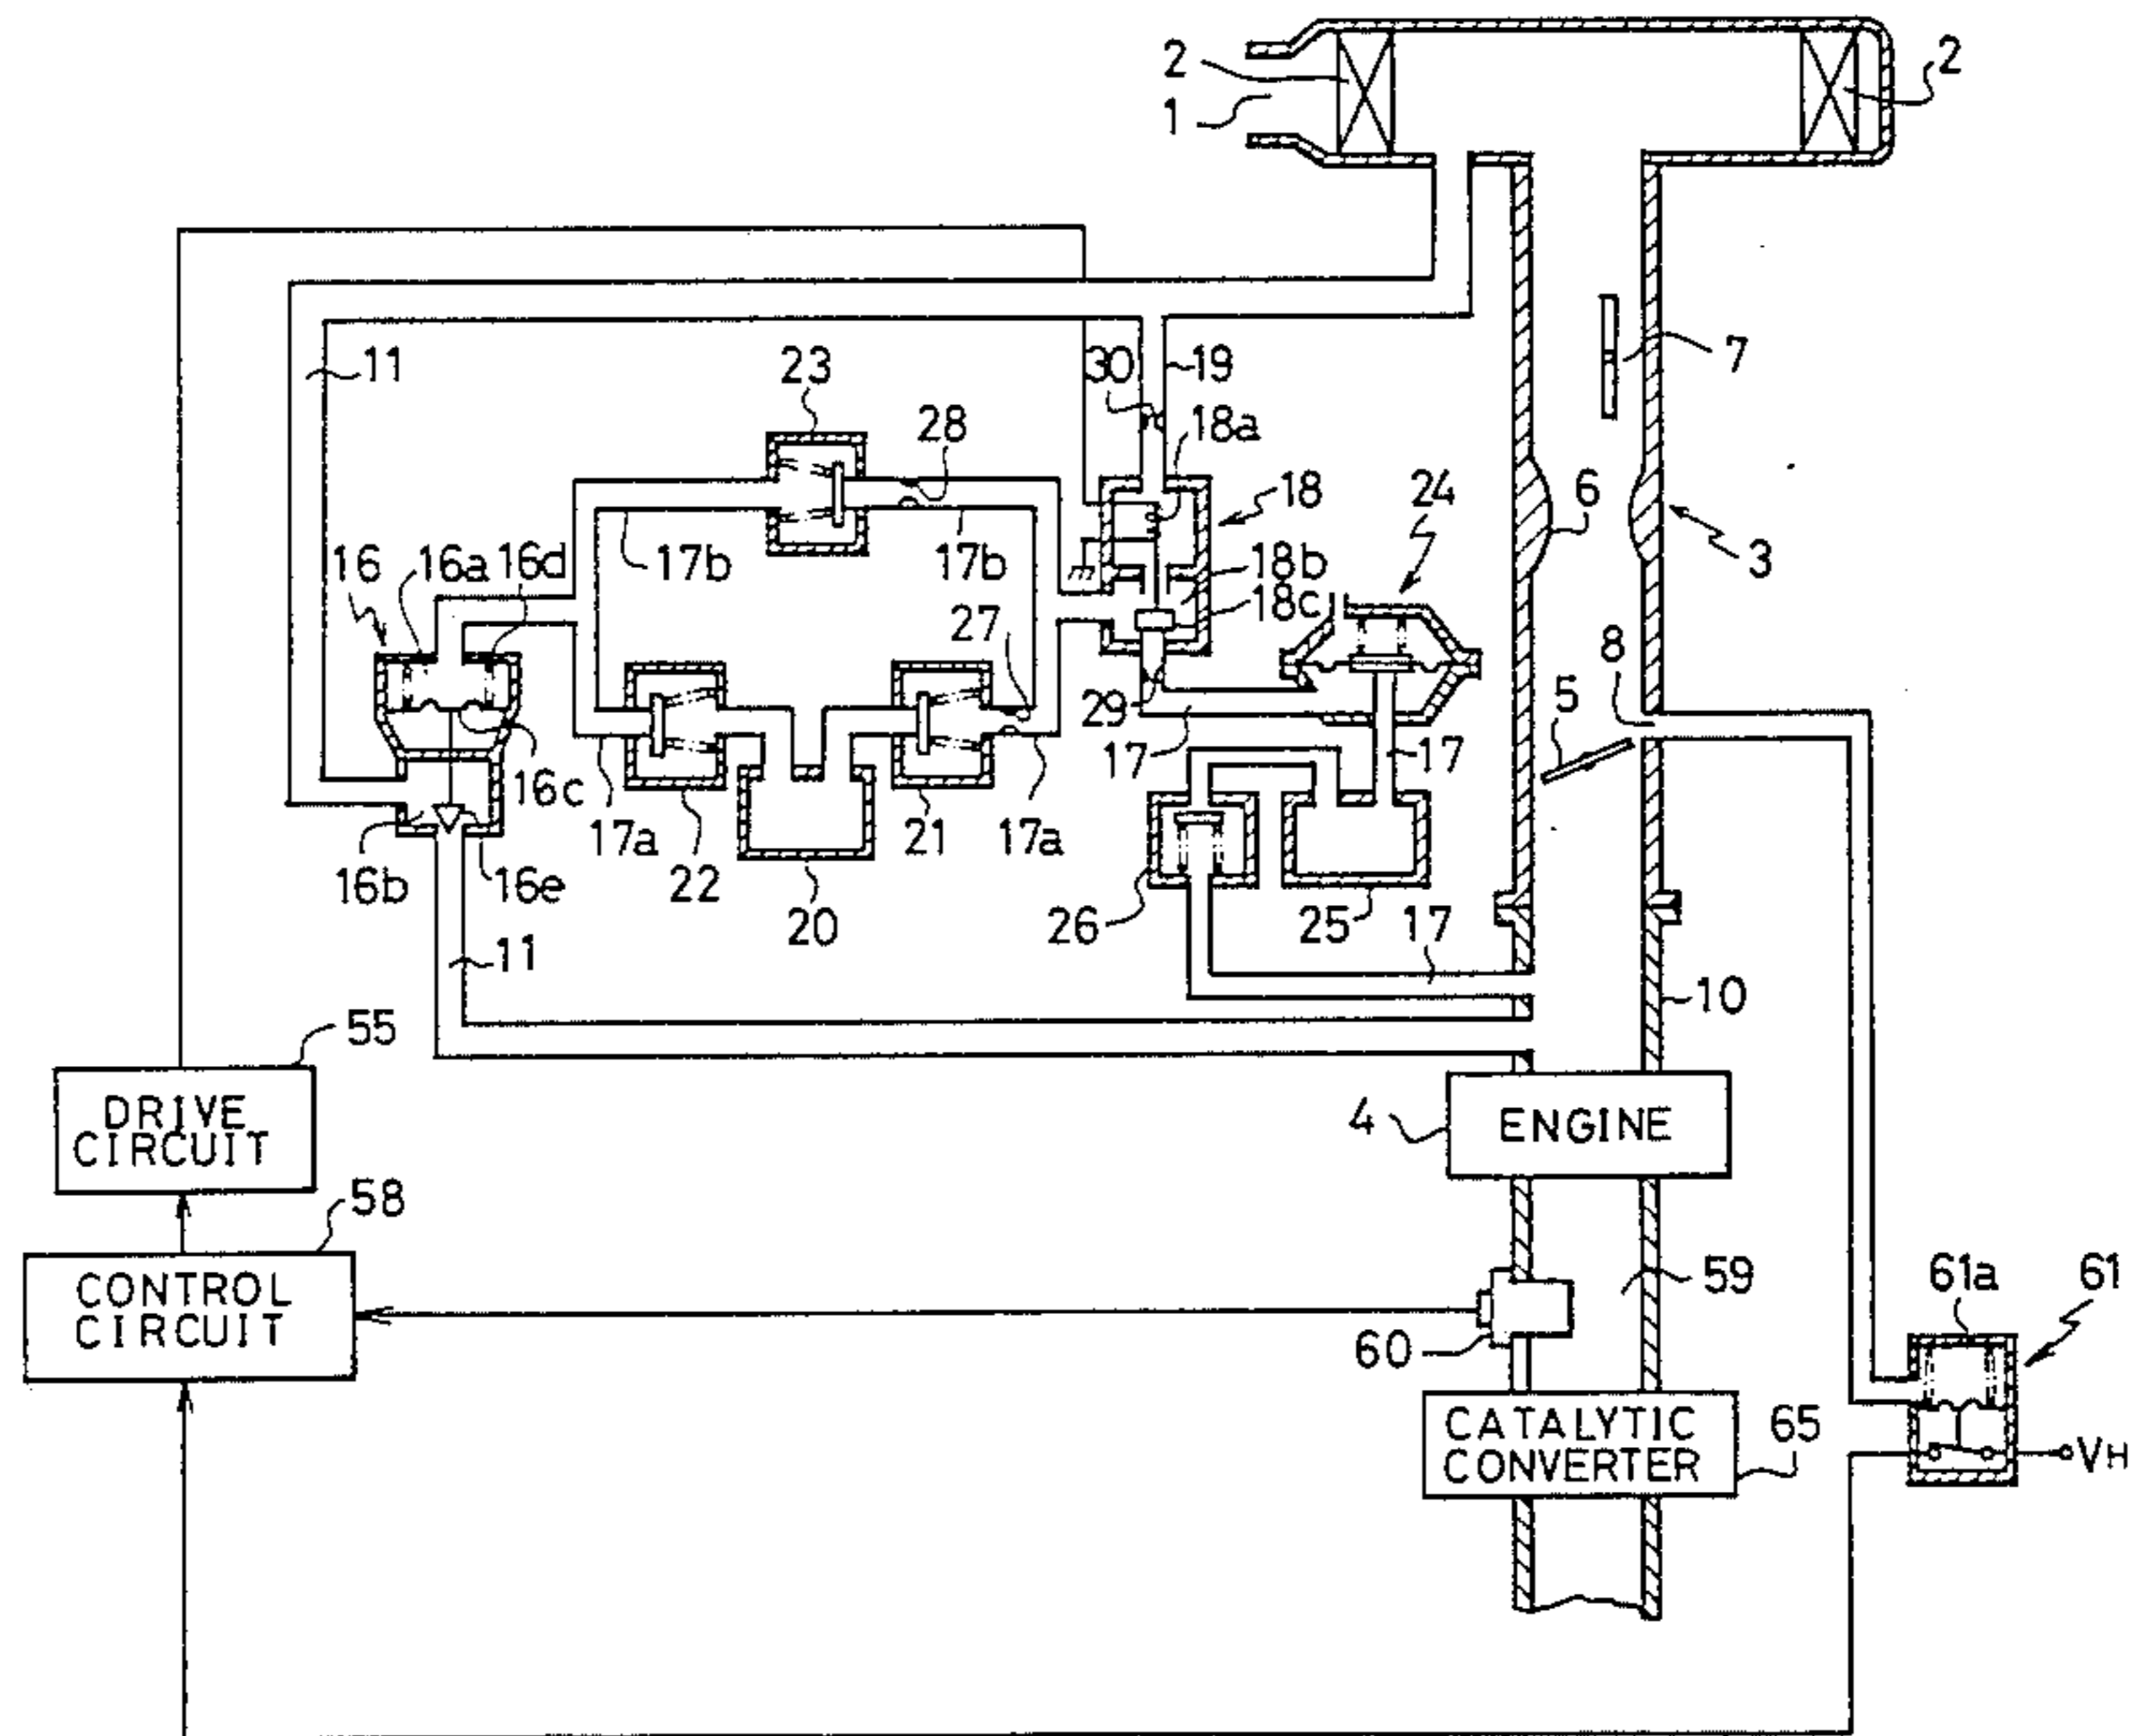 2
1
2
11
23
28
30
19
18a
7
18
24
6
3
16
16a
16d
17b
17b
18b
18c
27
8
5
29
17
17
16c
16b
16e
17a
22
20
21
17a
26
25
17
11
10
55
DRIVE
CIRCUIT
4
ENGINE
58
CONTROL
CIRCUIT
59
60
61a
61
CATALYTIC
CONVERTER
65
VH